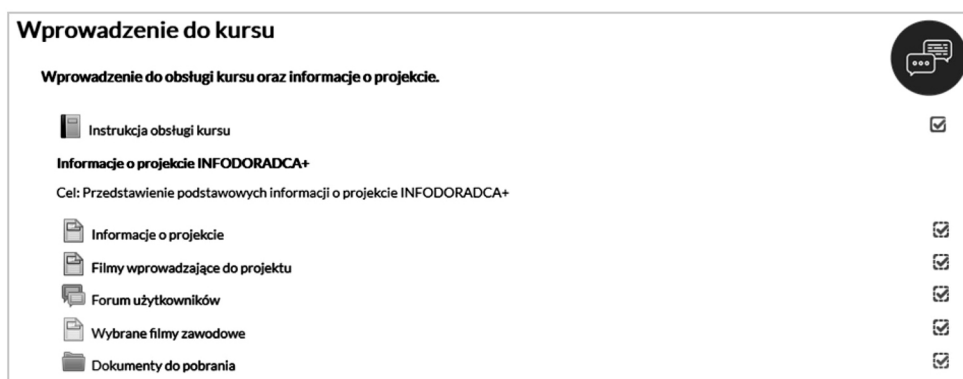 Wprowadzenie do kursu
Wprowadzenie do obsługi kursu oraz informacje o projekcie.
Instrukcja obsługi kursu
Informacje o projekcie INFODORADCA+
Cel: Przedstawienie podstawowych informacji o projekcie INFODORADCA+
Informacje o projekcie
Filmy wprowadzające do projektu
Forum użytkowników
Wybrane filmy zawodowe
Dokumenty do pobrania